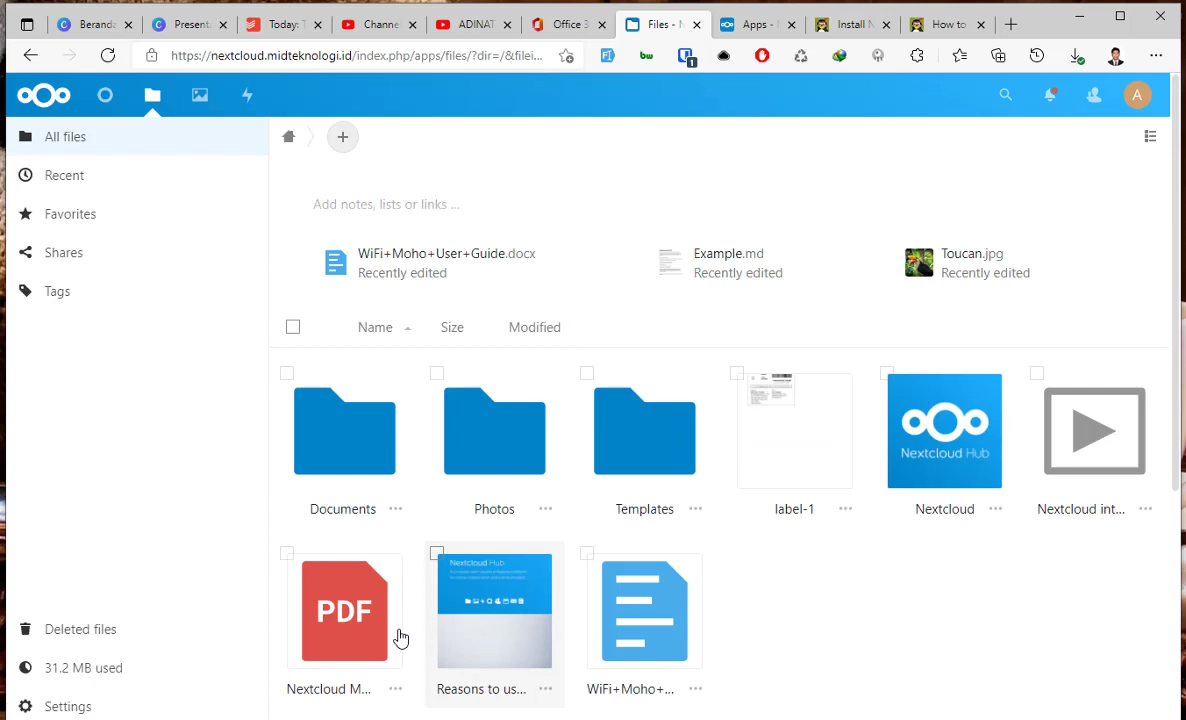 Beranda
Present
Today: T
Channe
ADINAT
Office 3
Files - N
Apps - N
Install N
How to
https://nextcloud.midteknologi.id/index.php/apps/files/?dir=/&filei...
1
A
All files
Recent
Favorites
Shares
Tags
Add notes, lists or links ...
WiFi+Moho+User+Guide.docx
Recently edited
Example.md
Recently edited
Toucan.jpg
Recently edited
Name
Size
Modified
Nextcloud Hub
Documents
Photos
Templates
label-1
Nextcloud
Nextcloud int...
Nextcloud Hub
PDF
Nextcloud M...
Reasons to us...
WiFi+Moho+...
Deleted files
31.2 MB used
Settings